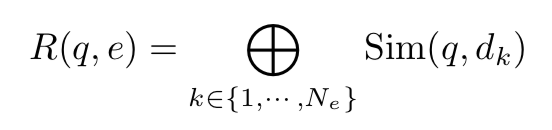 R(q, e) = ⨁ Sim(q, d_k)
k∈{1,⋯,N_e}